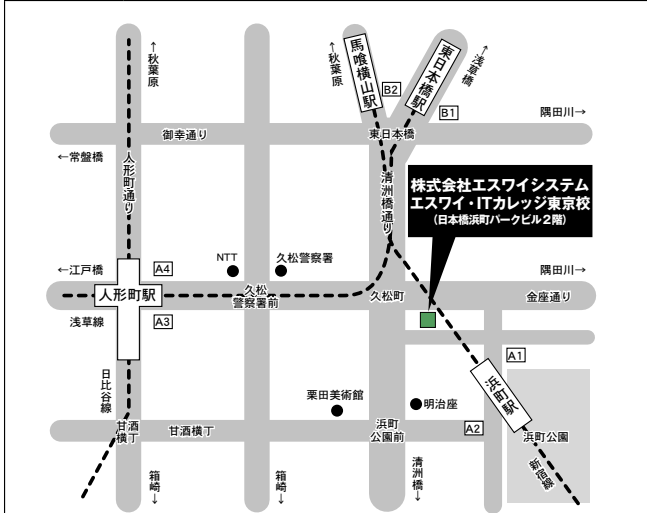 ←秋葉原
←秋葉原
馬喰横山駅
東日本橋駅
←浅草橋
B2
B1
隅田川→
御幸通り
東日本橋
←常盤橋
人形町通り
清洲橋通り
株式会社エスワイシステム
エスワイ・ITカレッジ東京校
(日本橋浜町パークビル2階)
←江戸橋
A4
NTT
久松警察署
隅田川→
人形町駅
久松
警察署前
久松町
金座通り
浅草線
A3
A1
日比谷線
浜町駅
栗田美術館
明治座
甘酒
横丁
甘酒横丁
浜町
公園前
A2
浜町公園
新宿線
箱崎→
箱崎→
清洲橋→